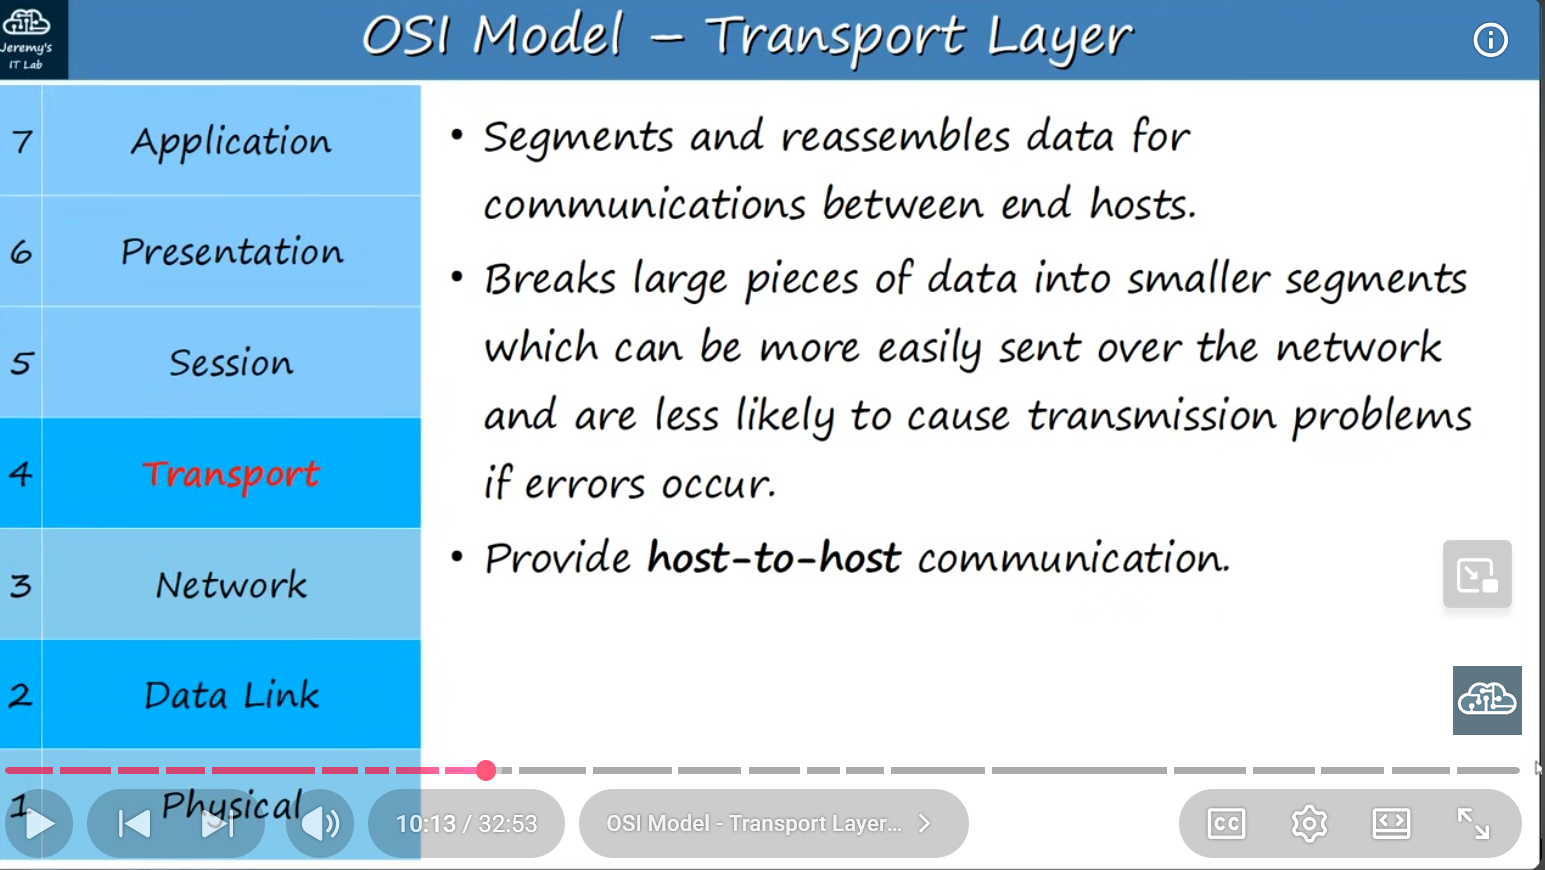 Jeremy's
IT Lab
OSI Model – Transport Layer
7 Application
6 Presentation
5 Session
4 Transport
3 Network
2 Data Link
1 Physical
• Segments and reassembles data for
communications between end hosts.
• Breaks large pieces of data into smaller segments
which can be more easily sent over the network
and are less likely to cause transmission problems
if errors occur.
• Provide host-to-host communication.
10:13 / 32:53
OSI Model - Transport Layer...
CC